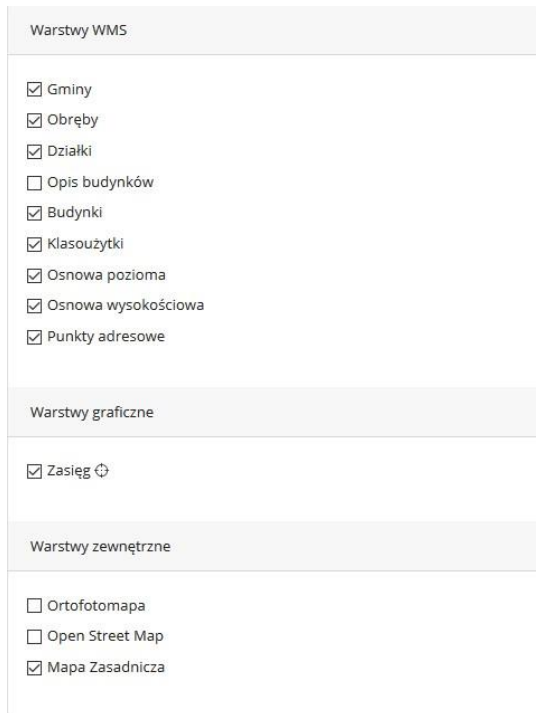 Warstwy WMS
Gminy
Obręby
Działki
Opis budynków
Budynki
Klasoużytki
Osnowa pozioma
Osnowa wysokościowa
Punkty adresowe
Warstwy graficzne
Zasięg
Warstwy zewnętrzne
Ortofotomapa
Open Street Map
Mapa Zasadnicza